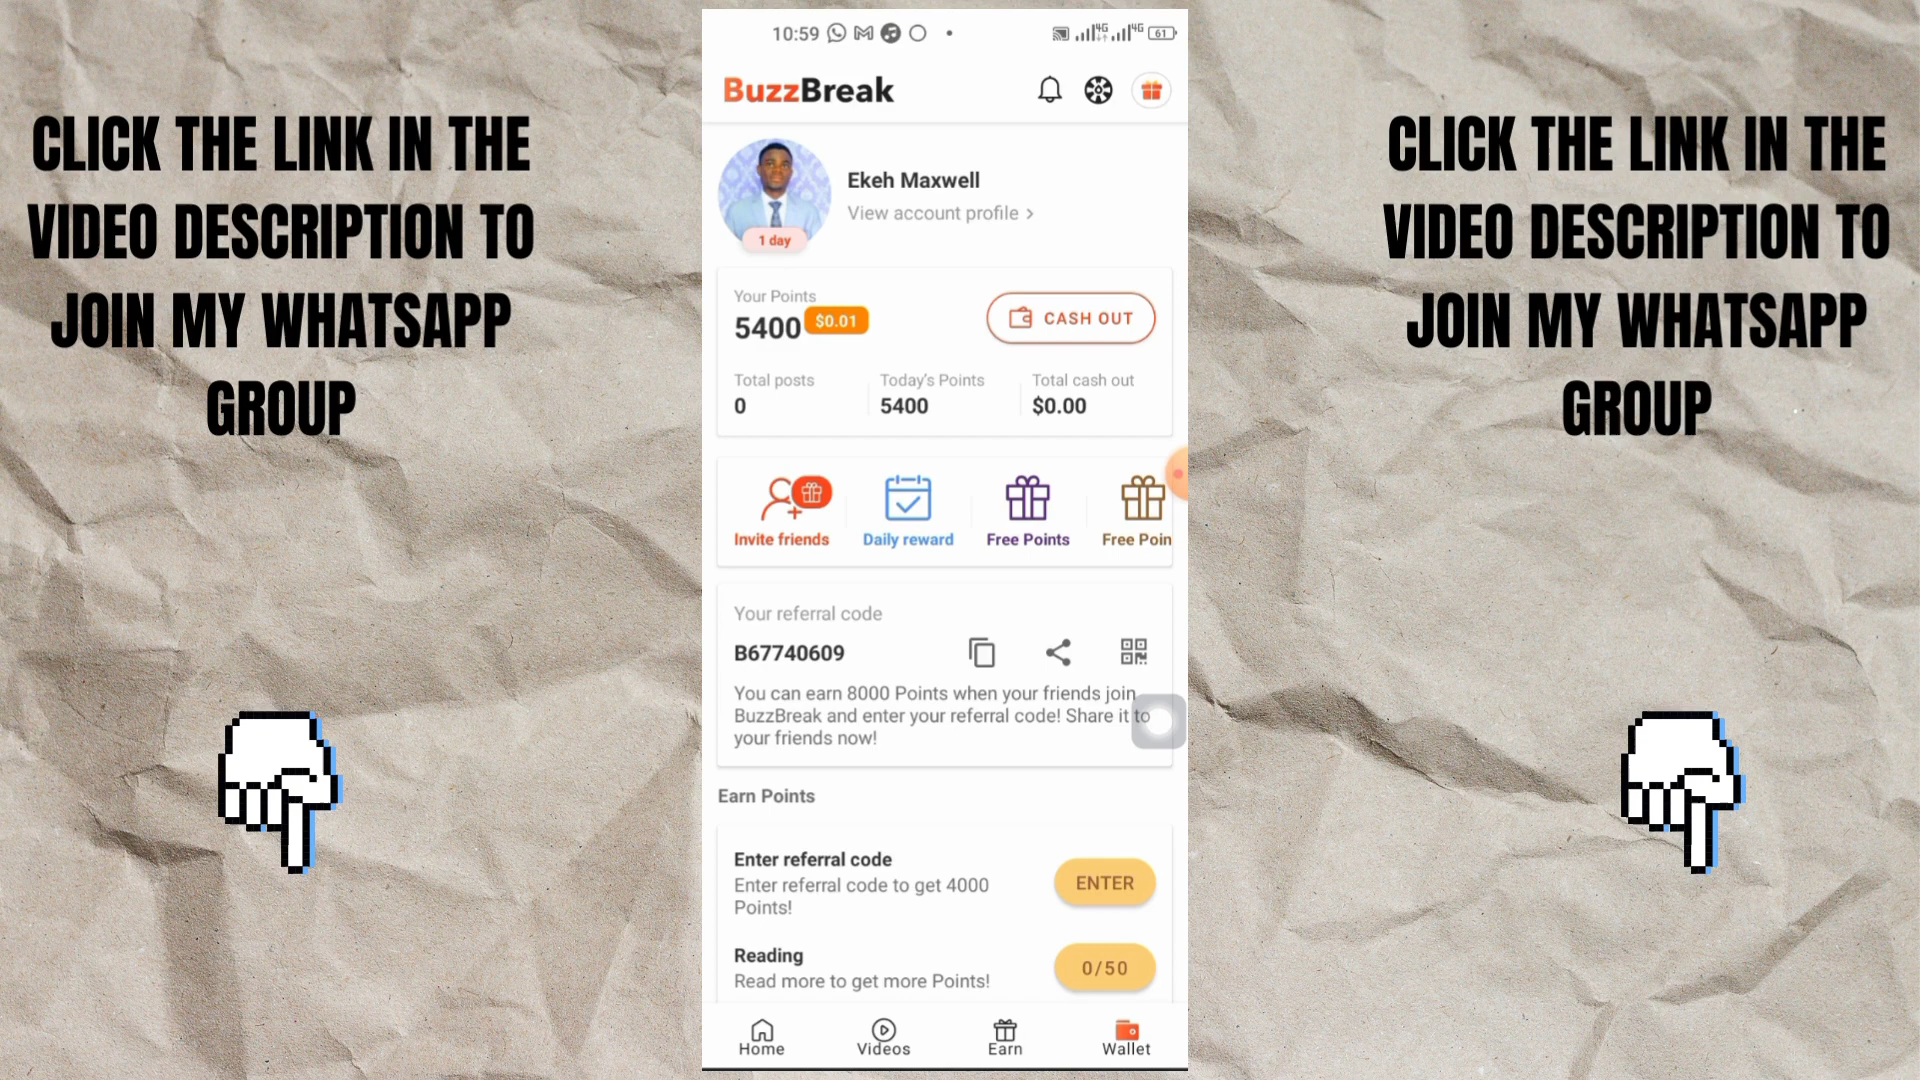 CLICK THE LINK IN THE
VIDEO DESCRIPTION TO
JOIN MY WHATSAPP
GROUP
10:59
4G
4G
61
BuzzBreak
Ekeh Maxwell
View account profile >
1 day
Your Points
5400 $0.01
CASH OUT
Total posts
0
Today's Points
5400
Total cash out
$0.00
Invite friends
Daily reward
Free Points
Free Poin
Your referral code
B67740609
You can earn 8000 Points when your friends join
BuzzBreak and enter your referral code! Share it to
your friends now!
Earn Points
Enter referral code
Enter referral code to get 4000
Points!
ENTER
Reading
Read more to get more Points!
0/50
Home
Videos
Earn
Wallet
CLICK THE LINK IN THE
VIDEO DESCRIPTION TO
JOIN MY WHATSAPP
GROUP